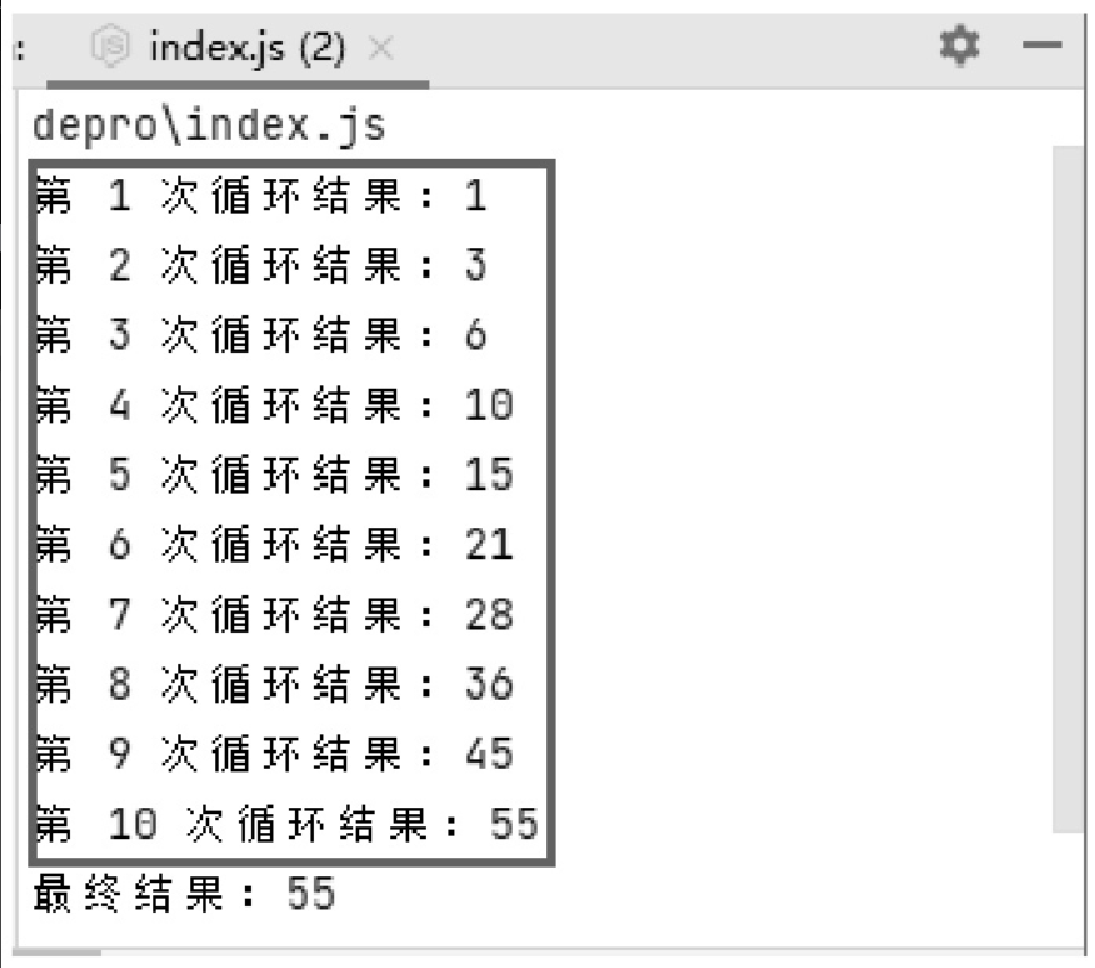 : index.js (2)
depro\index.js
第 1 次循环结果: 1
第 2 次循环结果: 3
第 3 次循环结果: 6
第 4 次循环结果: 10
第 5 次循环结果: 15
第 6 次循环结果: 21
第 7 次循环结果: 28
第 8 次循环结果: 36
第 9 次循环结果: 45
第 10 次循环结果: 55
最终结果: 55